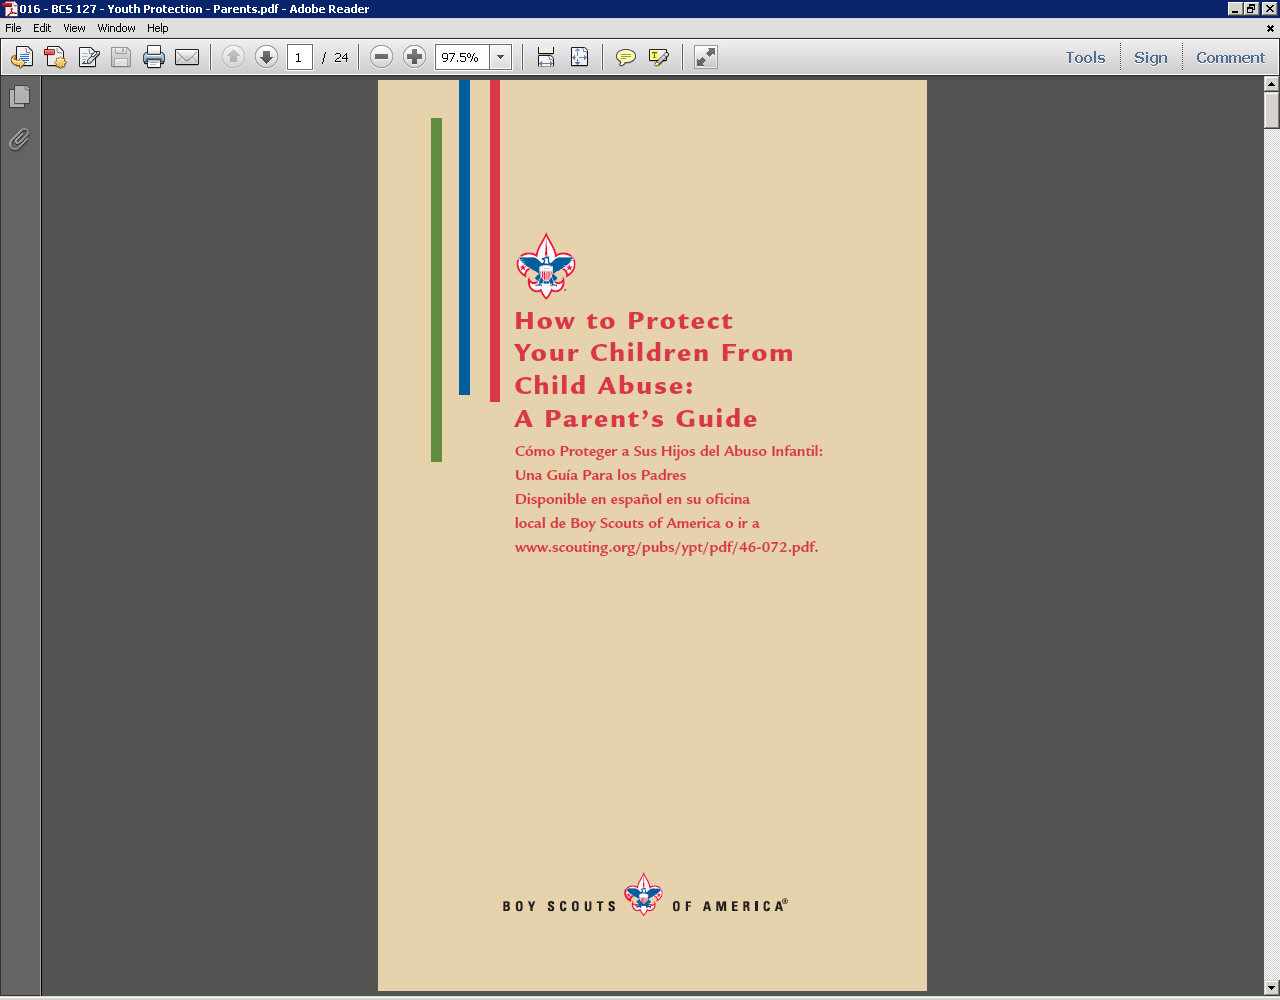 016 - BCS 127 - Youth Protection - Parents.pdf - Adobe Reader
File Edit View Window Help
1 / 24 97.5% Tools Sign Comment
How to Protect
Your Children From
Child Abuse:
A Parent's Guide
Cómo Proteger a Sus Hijos del Abuso Infantil:
Una Guía Para los Padres
Disponible en español en su oficina
local de Boy Scouts of America o ir a
www.scouting.org/pubs/ypt/pdf/46-072.pdf.
BOY SCOUTS OF AMERICA®